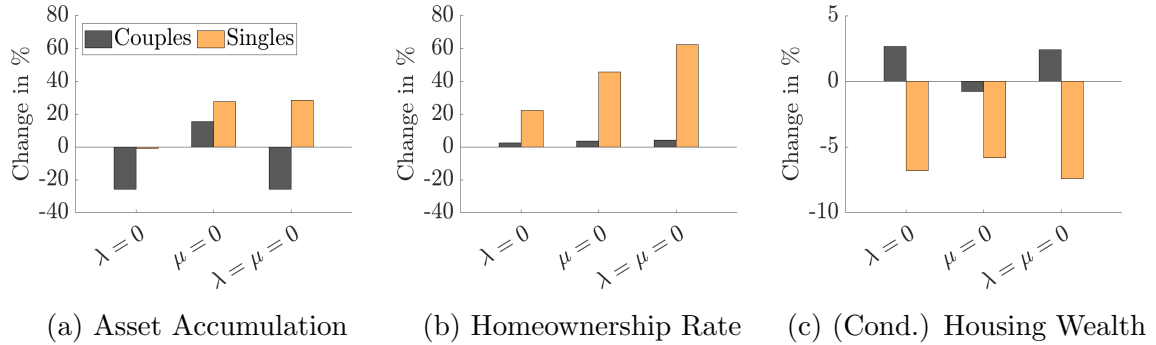 80
60
40
20
0
-20
-40
Change in %
Couples
Singles
λ = 0
μ = 0
λ = μ = 0
(a) Asset Accumulation
80
60
40
20
0
-20
-40
Change in %
λ = 0
μ = 0
λ = μ = 0
(b) Homeownership Rate
5
0
-5
-10
Change in %
λ = 0
μ = 0
λ = μ = 0
(c) (Cond.) Housing Wealth